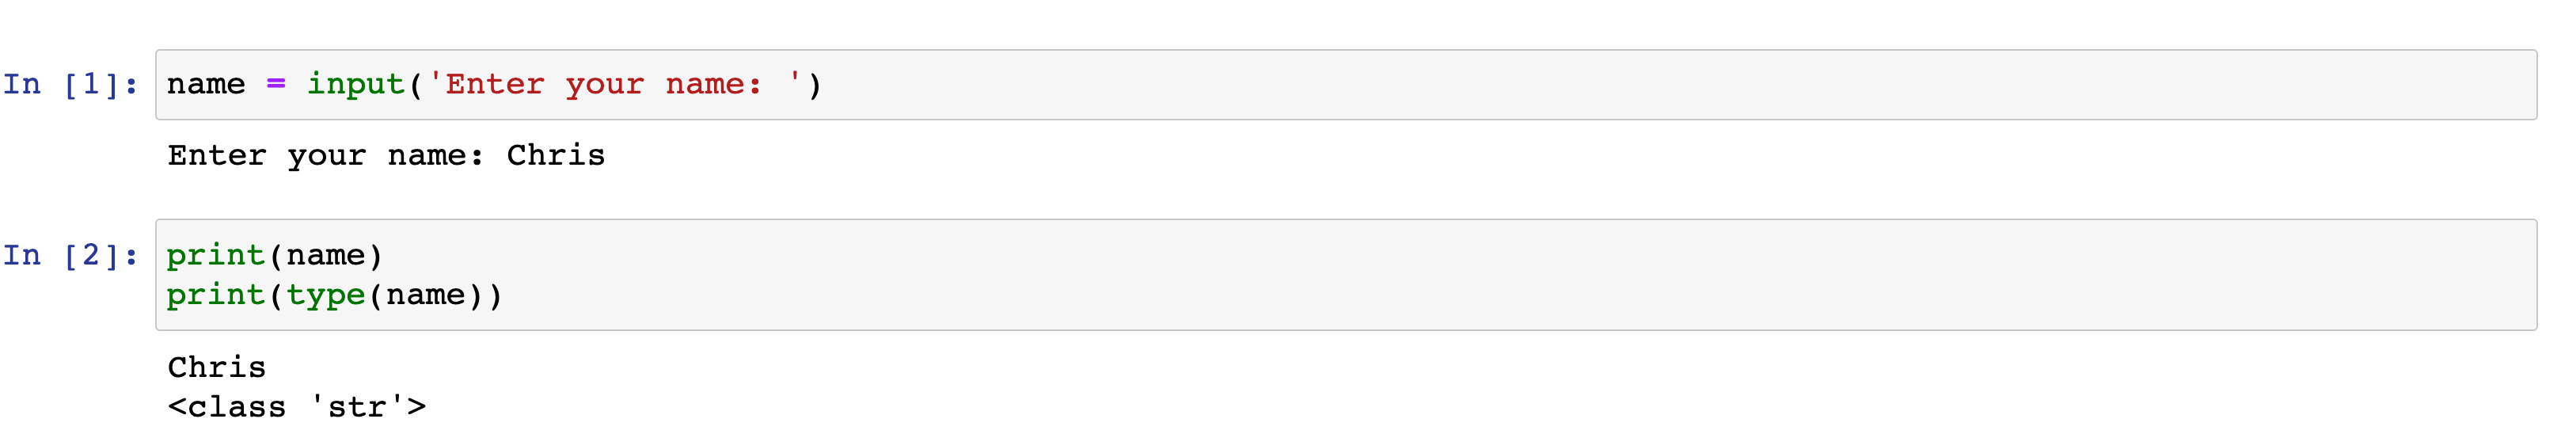 In [1]: name = input('Enter your name: ')
Enter your name: Chris
In [2]: print(name)
print(type(name))
Chris
<class 'str'>